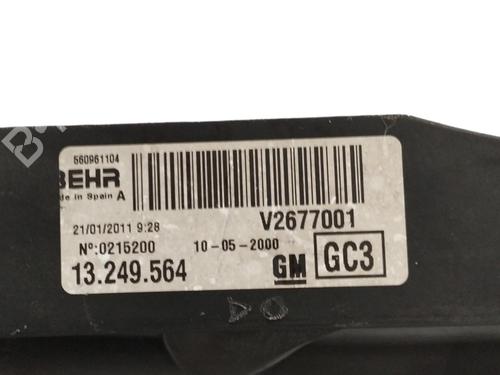 560961104
BEHR
de in Spain A
21/01/2011 9:28
V2677001
Nº:0215200
10-05-2000
13.249.564
GM
GC3